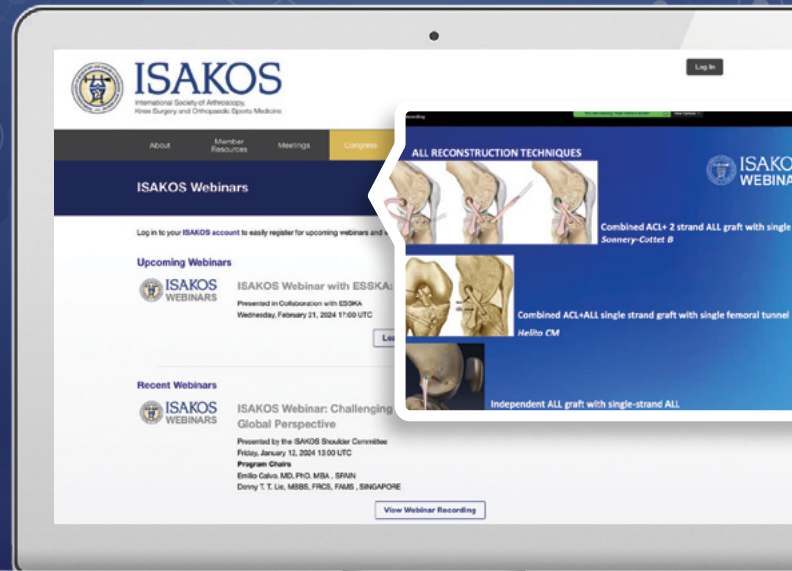 ISAKOS
International Society of Arthroscopy,
Knee Surgery and Orthopaedic Sports Medicine
Log In
About
Member
Resources
Meetings
Congress
ISAKOS Webinars
Log in to your ISAKOS account to easily register for upcoming webinars and
Upcoming Webinars
ISAKOS
WEBINARS
ISAKOS Webinar with ESSKA:
Presented in Collaboration with ESSKA
Wednesday, February 21, 2024 17:00 UTC
Recent Webinars
ISAKOS
WEBINARS
ISAKOS Webinar: Challenging
Global Perspective
Presented by the ISAKOS Shoulder Committee
Friday, January 12, 2024 13:00 UTC
Program Chairs
Emilio Calvo, MD, PhD, MBA , SPAIN
Denny T. T. Lie, MBBS, FRCS, FAMS , SINGAPORE
View Webinar Recording
View Options
ALL RECONSTRUCTION TECHNIQUES
Combined ACL+ 2 strand ALL graft with single
Sonnery-Cottet B
Combined ACL+ALL single strand graft with single femoral tunnel
Helito CM
Independent ALL graft with single-strand ALL